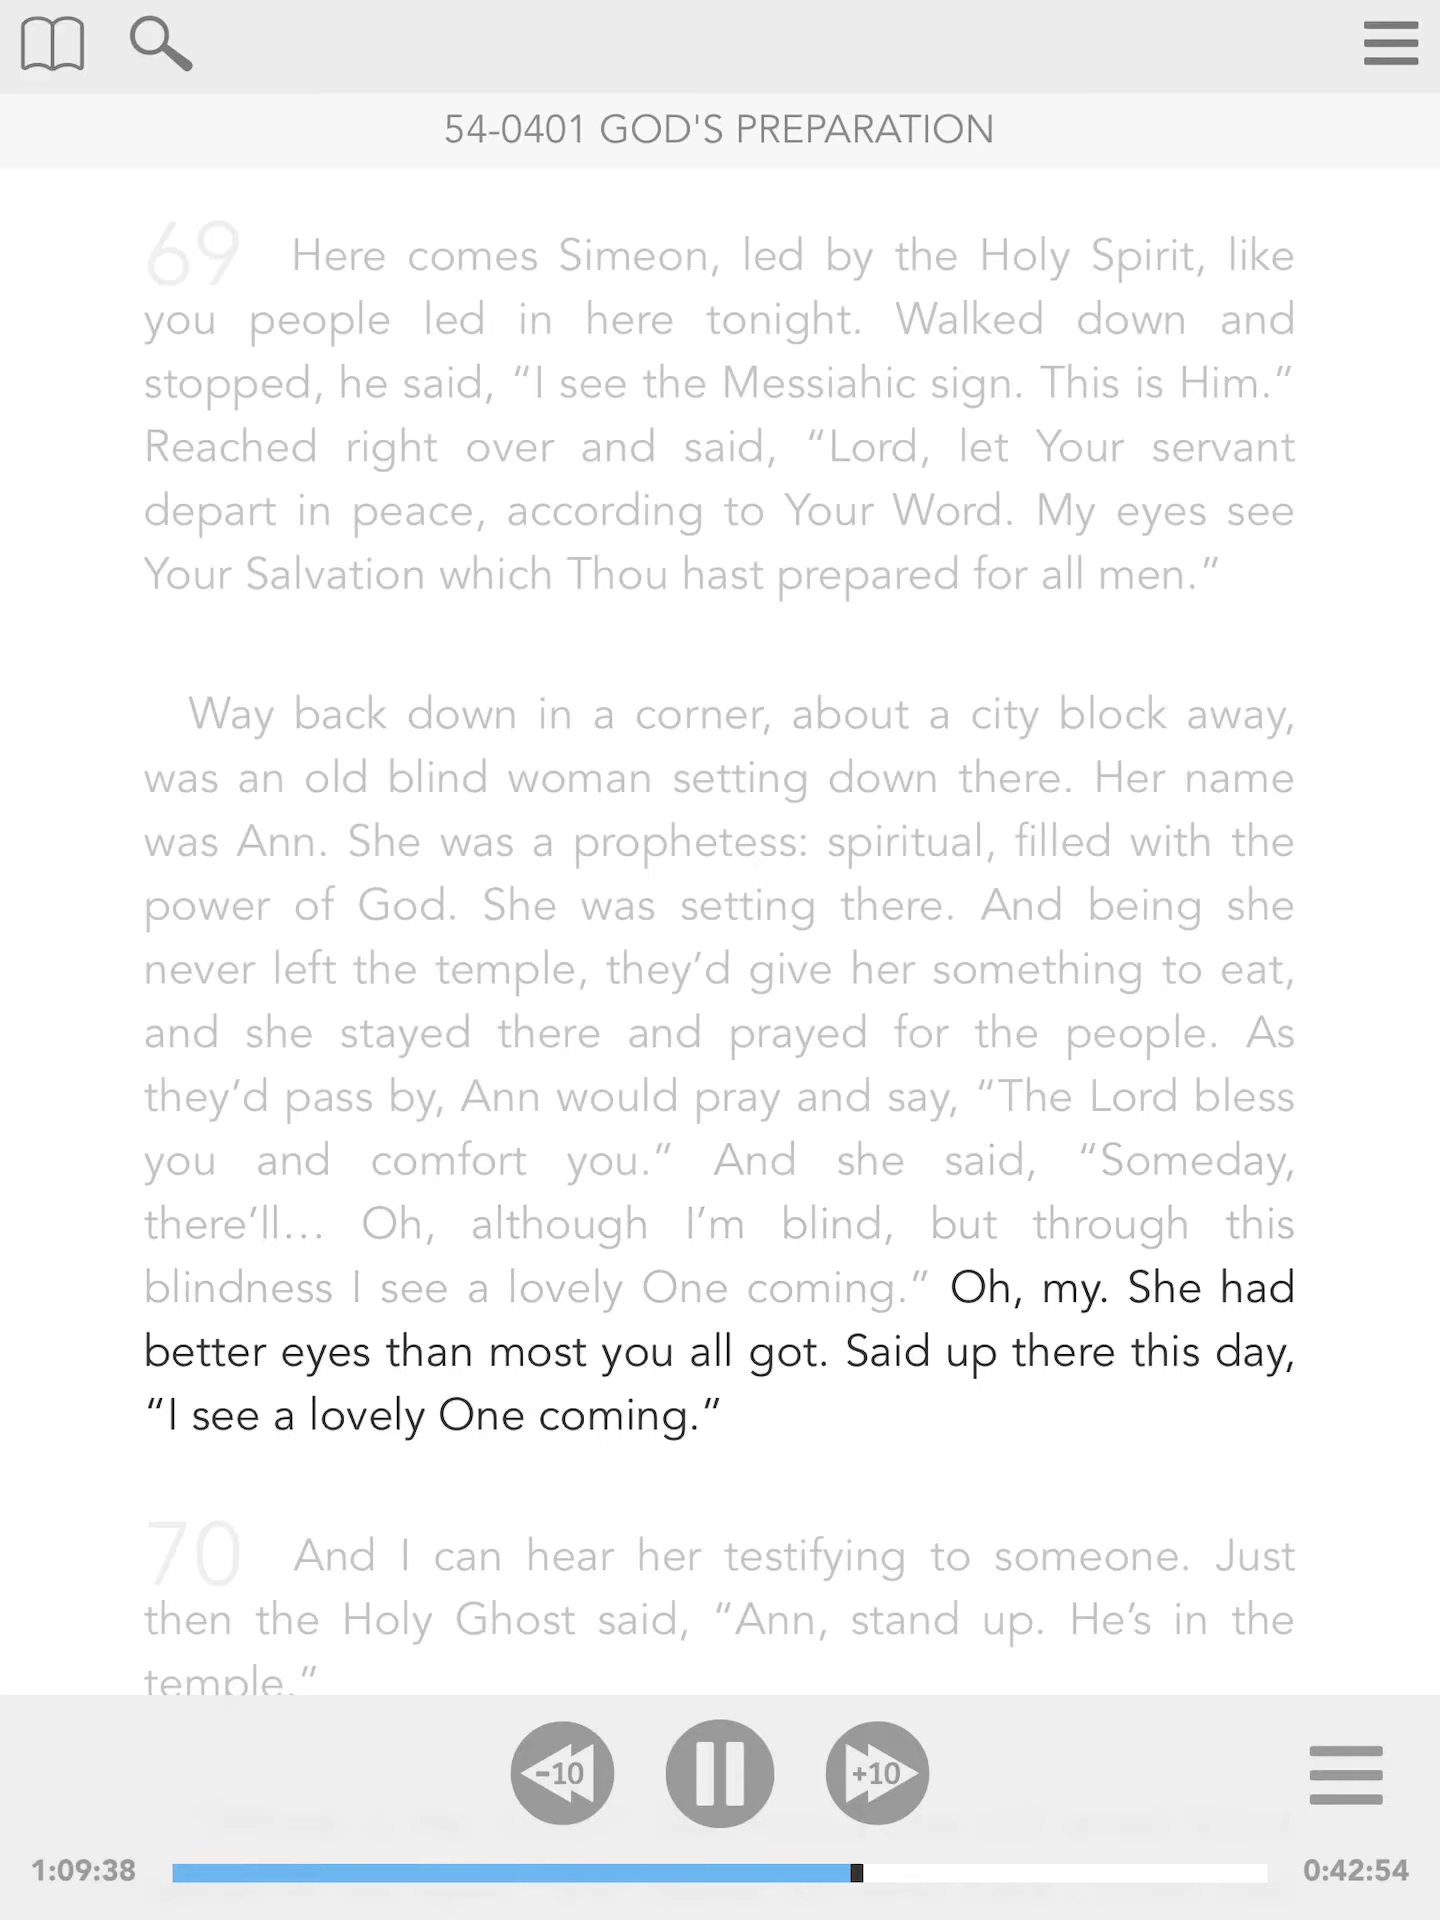 54-0401 GOD'S PREPARATION
69 Here comes Simeon, led by the Holy Spirit, like
you people led in here tonight. Walked down and
stopped, he said, “I see the Messiahic sign. This is Him.”
Reached right over and said, “Lord, let Your servant
depart in peace, according to Your Word. My eyes see
Your Salvation which Thou hast prepared for all men.”
Way back down in a corner, about a city block away,
was an old blind woman setting down there. Her name
was Ann. She was a prophetess: spiritual, filled with the
power of God. She was setting there. And being she
never left the temple, they’d give her something to eat,
and she stayed there and prayed for the people. As
they’d pass by, Ann would pray and say, “The Lord bless
you and comfort you.” And she said, “Someday,
there’ll… Oh, although I’m blind, but through this
blindness I see a lovely One coming.” Oh, my. She had
better eyes than most you all got. Said up there this day,
“I see a lovely One coming.”
70 And I can hear her testifying to someone. Just
then the Holy Ghost said, “Ann, stand up. He’s in the
temple.”
-10 +10
1:09:38 0:42:54